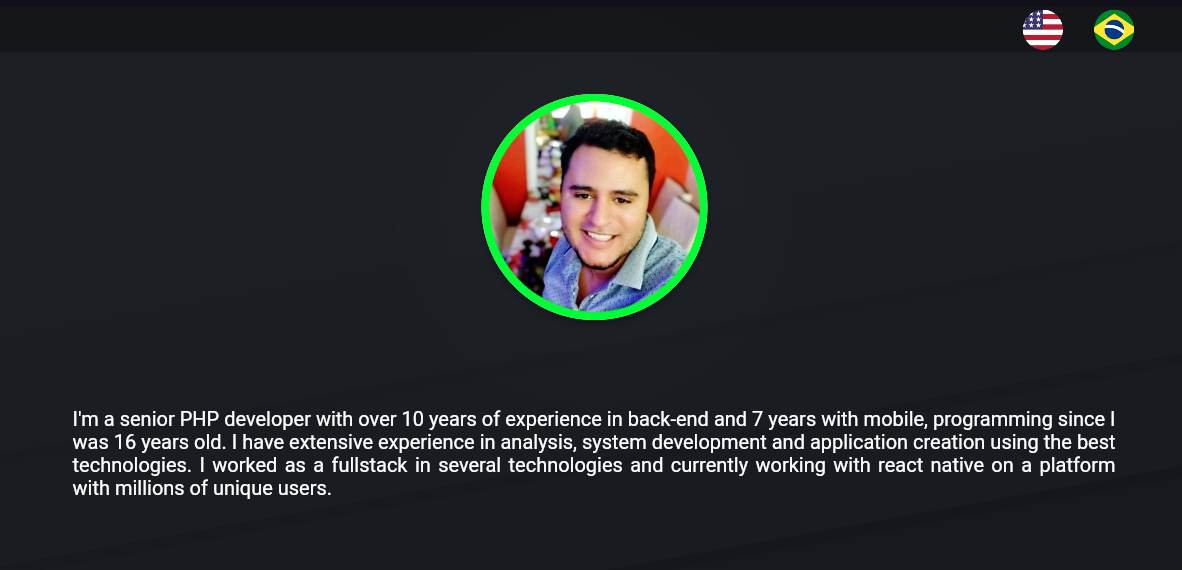 I'm a senior PHP developer with over 10 years of experience in back-end and 7 years with mobile, programming since I
was 16 years old. I have extensive experience in analysis, system development and application creation using the best
technologies. I worked as a fullstack in several technologies and currently working with react native on a platform
with millions of unique users.